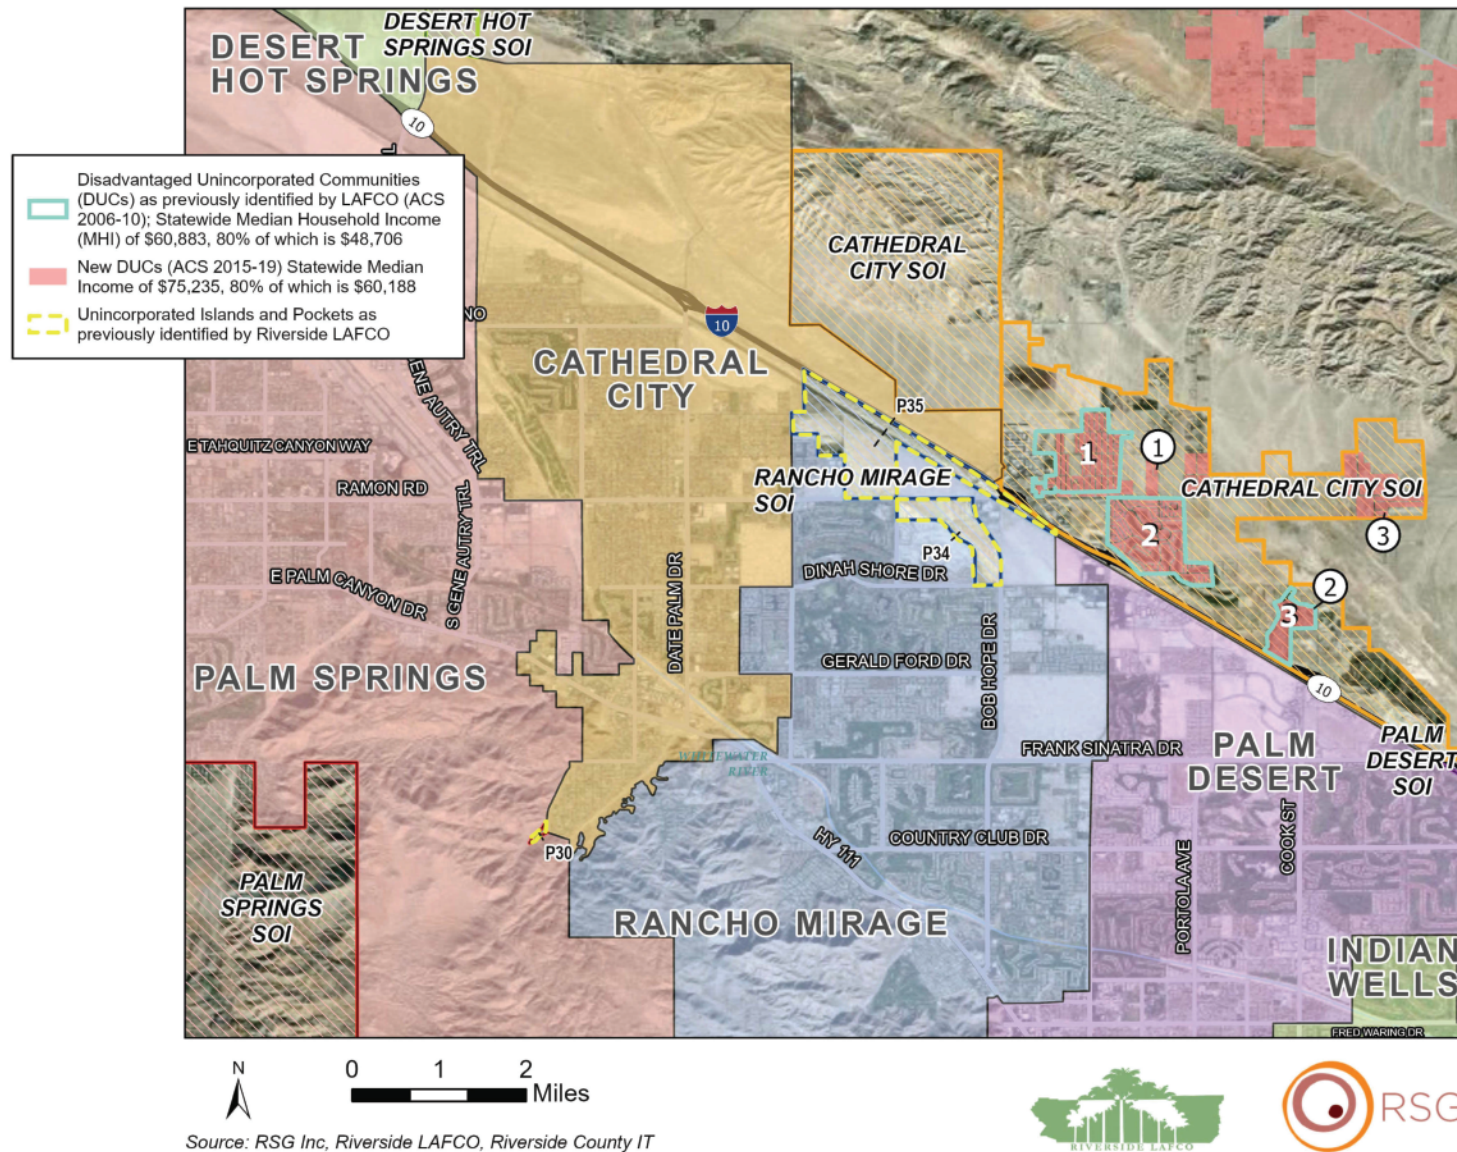 DESERT HOT
SPRINGS SOI
DESERT
HOT SPRINGS
10
Disadvantaged Unincorporated Communities
(DUCs) as previously identified by LAFCO (ACS
2006-10); Statewide Median Household Income
(MHI) of $60,883, 80% of which is $48,706
New DUCs (ACS 2015-19) Statewide Median
Income of $75,235, 80% of which is $60,188
Unincorporated Islands and Pockets as
previously identified by Riverside LAFCO
L
NO
ENE AUTRY TRL
CATHEDRAL
CITY SOI
10
CATHEDRAL
CITY
P35
E TAHQUITZ CANYON WAY
RAMON RD
S GENE AUTRY TRL
RANCHO MIRAGE
SOI
1
1
CATHEDRAL CITY SOI
2
3
P34
DINAH SHORE DR
E PALM CANYON DR
DATE PALM DR
2
3
PALM SPRINGS
GERALD FORD DR
BOB HOPE DR
10
FRANK SINATRA DR
PALM
DESERT
PALM
DESERT
SOI
WHITEWATER
RIVER
COUNTRY CLUB DR
HY 111
COOK ST
PORTOLA AVE
P30
PALM
SPRINGS
SOI
RANCHO MIRAGE
INDIAN
WELLS
FRED WARING DR
N
0 1 2
Miles
Source: RSG Inc, Riverside LAFCO, Riverside County IT
RIVERSIDE LAFCO
RSG